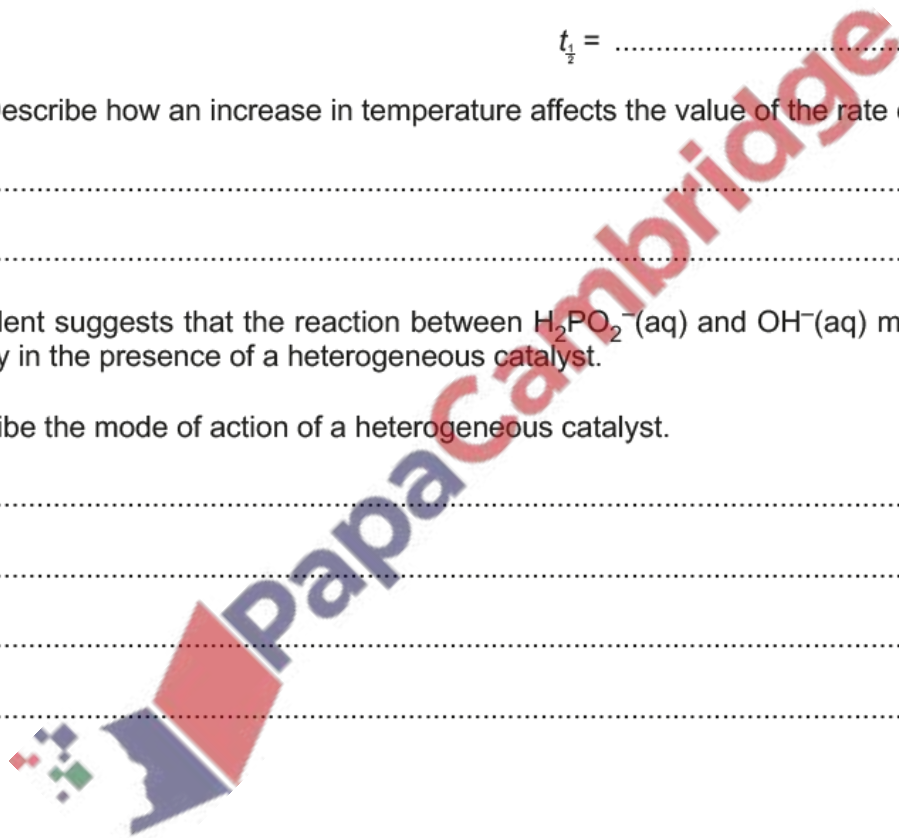 t½ = ....................................
escribe how an increase in temperature affects the value of the rate
lent suggests that the reaction between H₂PO₂⁻(aq) and OH⁻(aq) m
y in the presence of a heterogeneous catalyst.
ibe the mode of action of a heterogeneous catalyst.
PapaCambridge